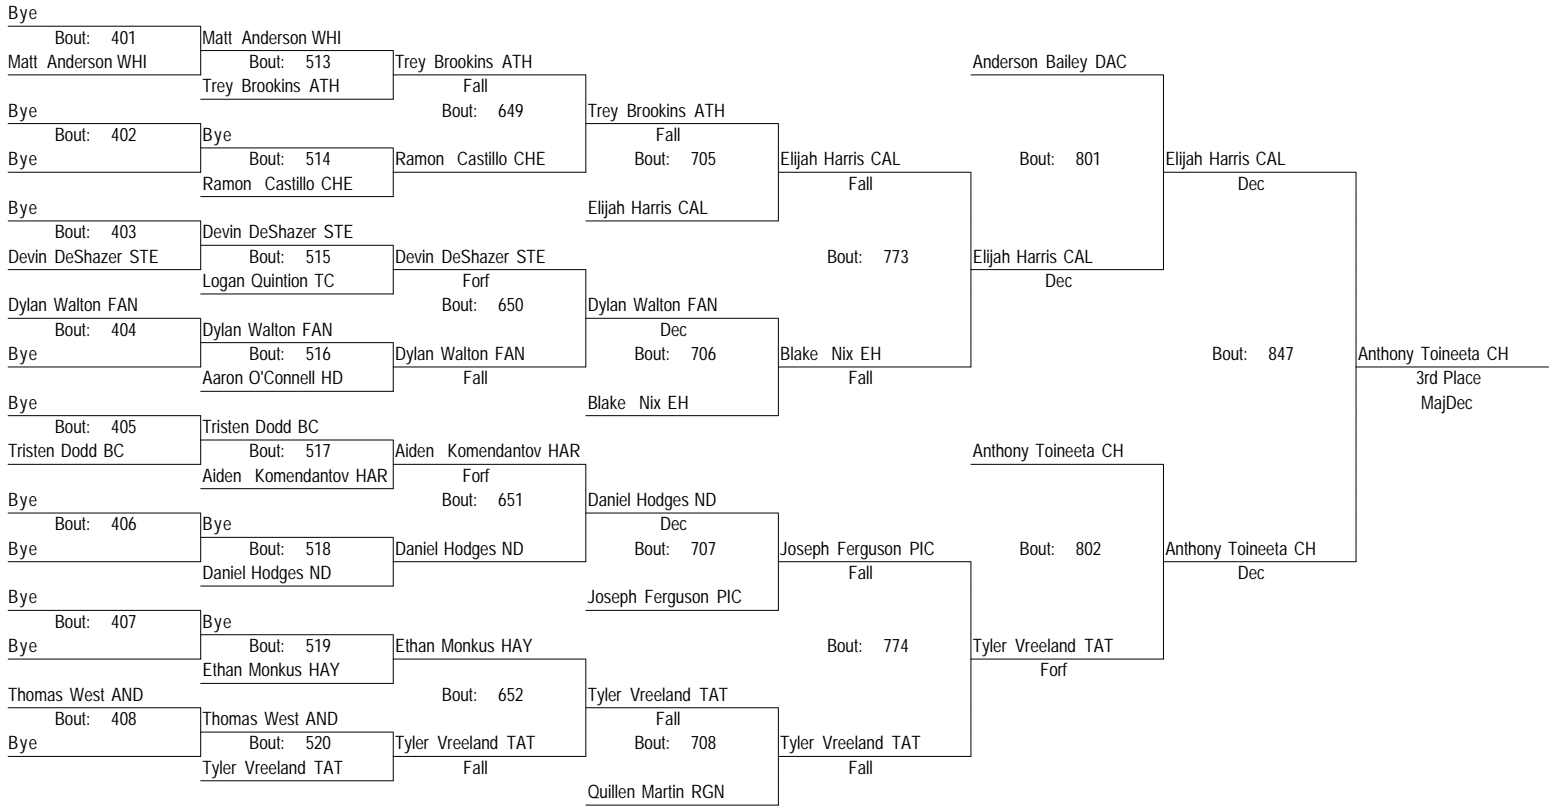 Bye
Bout: 401
Matt Anderson WHI
Bye
Bout: 402
Bye
Bye
Bout: 403
Devin DeShazer STE
Dylan Walton FAN
Bout: 404
Bye
Bye
Bout: 405
Tristen Dodd BC
Bye
Bout: 406
Bye
Bye
Bout: 407
Bye
Thomas West AND
Bout: 408
Bye
Matt Anderson WHI
Bout: 513
Trey Brookins ATH
Bye
Bout: 514
Ramon Castillo CHE
Devin DeShazer STE
Bout: 515
Logan Quintion TC
Dylan Walton FAN
Bout: 516
Aaron O'Connell HD
Tristen Dodd BC
Bout: 517
Aiden Komendantov HAR
Bye
Bout: 518
Daniel Hodges ND
Bye
Bout: 519
Ethan Monkus HAY
Thomas West AND
Bout: 520
Tyler Vreeland TAT
Trey Brookins ATH
Fall
Bout: 649
Ramon Castillo CHE
Devin DeShazer STE
Forf
Bout: 650
Dylan Walton FAN
Fall
Aiden Komendantov HAR
Forf
Bout: 651
Daniel Hodges ND
Ethan Monkus HAY
Bout: 652
Tyler Vreeland TAT
Fall
Trey Brookins ATH
Fall
Bout: 705
Elijah Harris CAL
Dylan Walton FAN
Dec
Bout: 706
Blake Nix EH
Daniel Hodges ND
Dec
Bout: 707
Joseph Ferguson PIC
Tyler Vreeland TAT
Fall
Bout: 708
Quillen Martin RGN
Elijah Harris CAL
Fall
Bout: 773
Blake Nix EH
Fall
Joseph Ferguson PIC
Fall
Bout: 774
Tyler Vreeland TAT
Fall
Anderson Bailey DAC
Bout: 801
Elijah Harris CAL
Dec
Anthony Toineeta CH
Bout: 802
Tyler Vreeland TAT
Forf
Elijah Harris CAL
Dec
Bout: 847
Anthony Toineeta CH
Dec
Anthony Toineeta CH
3rd Place
MajDec